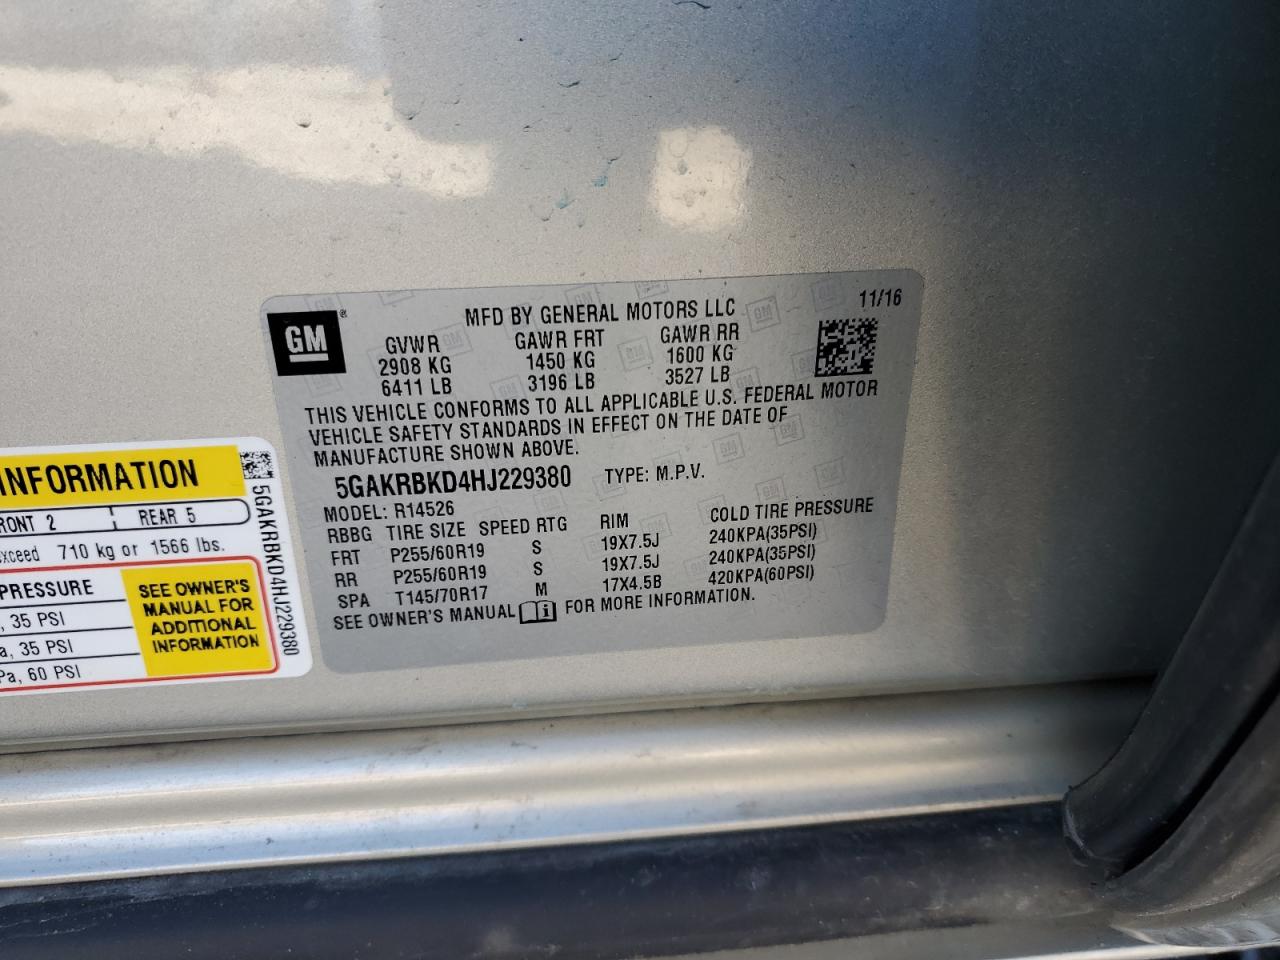 GM
®
MFD BY GENERAL MOTORS LLC
11/16
GVWR GAWR FRT GAWR RR
2908 KG 1450 KG 1600 KG
6411 LB 3196 LB 3527 LB
THIS VEHICLE CONFORMS TO ALL APPLICABLE U.S. FEDERAL MOTOR
VEHICLE SAFETY STANDARDS IN EFFECT ON THE DATE OF
MANUFACTURE SHOWN ABOVE.
5GAKRBKD4HJ229380 TYPE: M.P.V.
MODEL: R14526
RBBG TIRE SIZE SPEED RTG RIM COLD TIRE PRESSURE
FRT P255/60R19 S 19X7.5J 240KPA(35PSI)
RR P255/60R19 S 19X7.5J 240KPA(35PSI)
SPA T145/70R17 M 17X4.5B 420KPA(60PSI)
SEE OWNER'S MANUAL i FOR MORE INFORMATION.
INFORMATION
RONT 2 REAR 5
xceed 710 kg or 1566 lbs.
PRESSURE
, 35 PSI
a, 35 PSI
Pa, 60 PSI
SEE OWNER'S
MANUAL FOR
ADDITIONAL
INFORMATION
5GAKRBKD4HJ229380